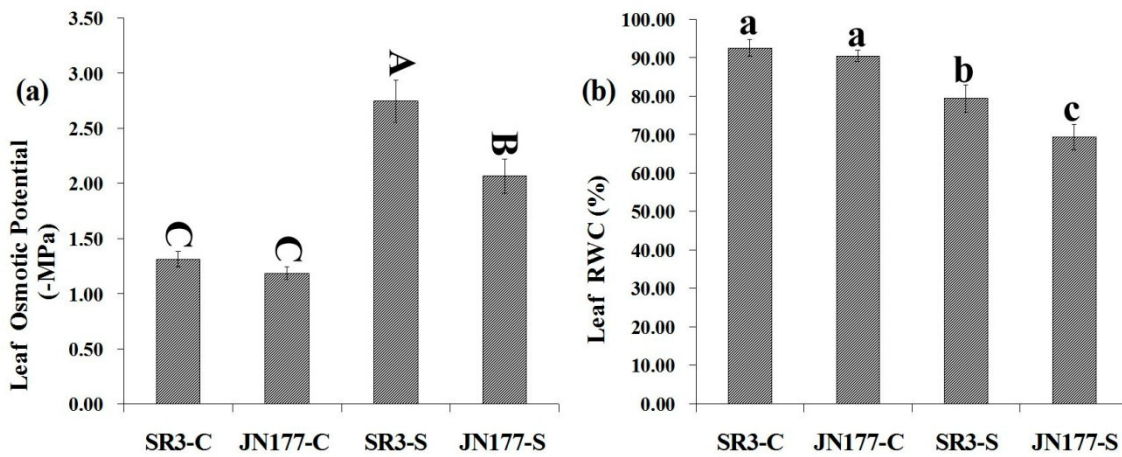 (a)
Leaf Osmotic Potential
(-MPa)
3.50
3.00
2.50
2.00
1.50
1.00
0.50
0.00
C
C
A
B
SR3-C JN177-C SR3-S JN177-S
(b)
Leaf RWC (%)
100.00
90.00
80.00
70.00
60.00
50.00
40.00
30.00
20.00
10.00
0.00
a
a
b
c
SR3-C JN177-C SR3-S JN177-S